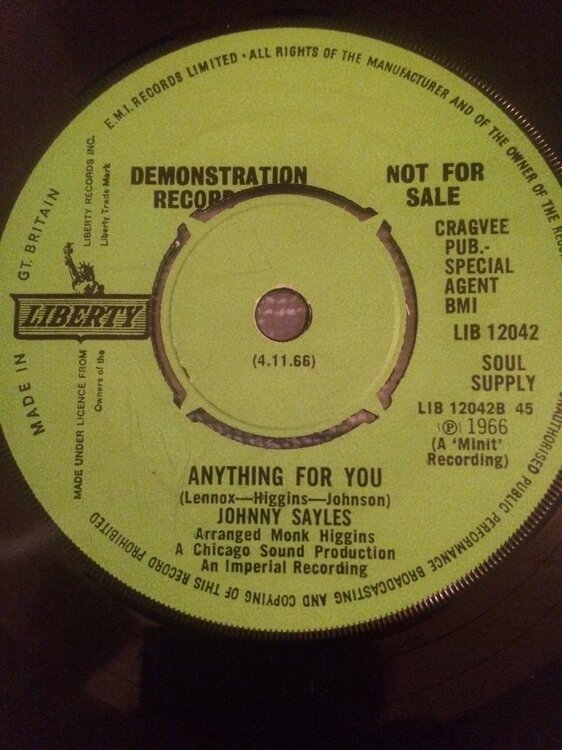 E.M.I. RECORDS LIMITED · ALL RIGHTS OF THE MANUFACTURER AND OF THE OWNER OF THE
UNAUTHORISED PUBLIC PERFORMANCE BROADCASTING AND COPYING OF THIS RECORD PROHIBITED
MADE IN GT. BRITAIN
DEMONSTRATION
RECORD
NOT FOR
SALE
LIBERTY RECORDS INC.
Liberty Trade Mark
LIBERTY
MADE UNDER LICENCE FROM
Owners of the
CRAGVEE
PUB.-
SPECIAL
AGENT
BMI
LIB 12042
SOUL
SUPPLY
LIB 12042B 45
Ⓟ 1966
(A 'Minit'
Recording)
(4.11.66)
ANYTHING FOR YOU
(Lennox—Higgins—Johnson)
JOHNNY SAYLES
Arranged Monk Higgins
A Chicago Sound Production
An Imperial Recording